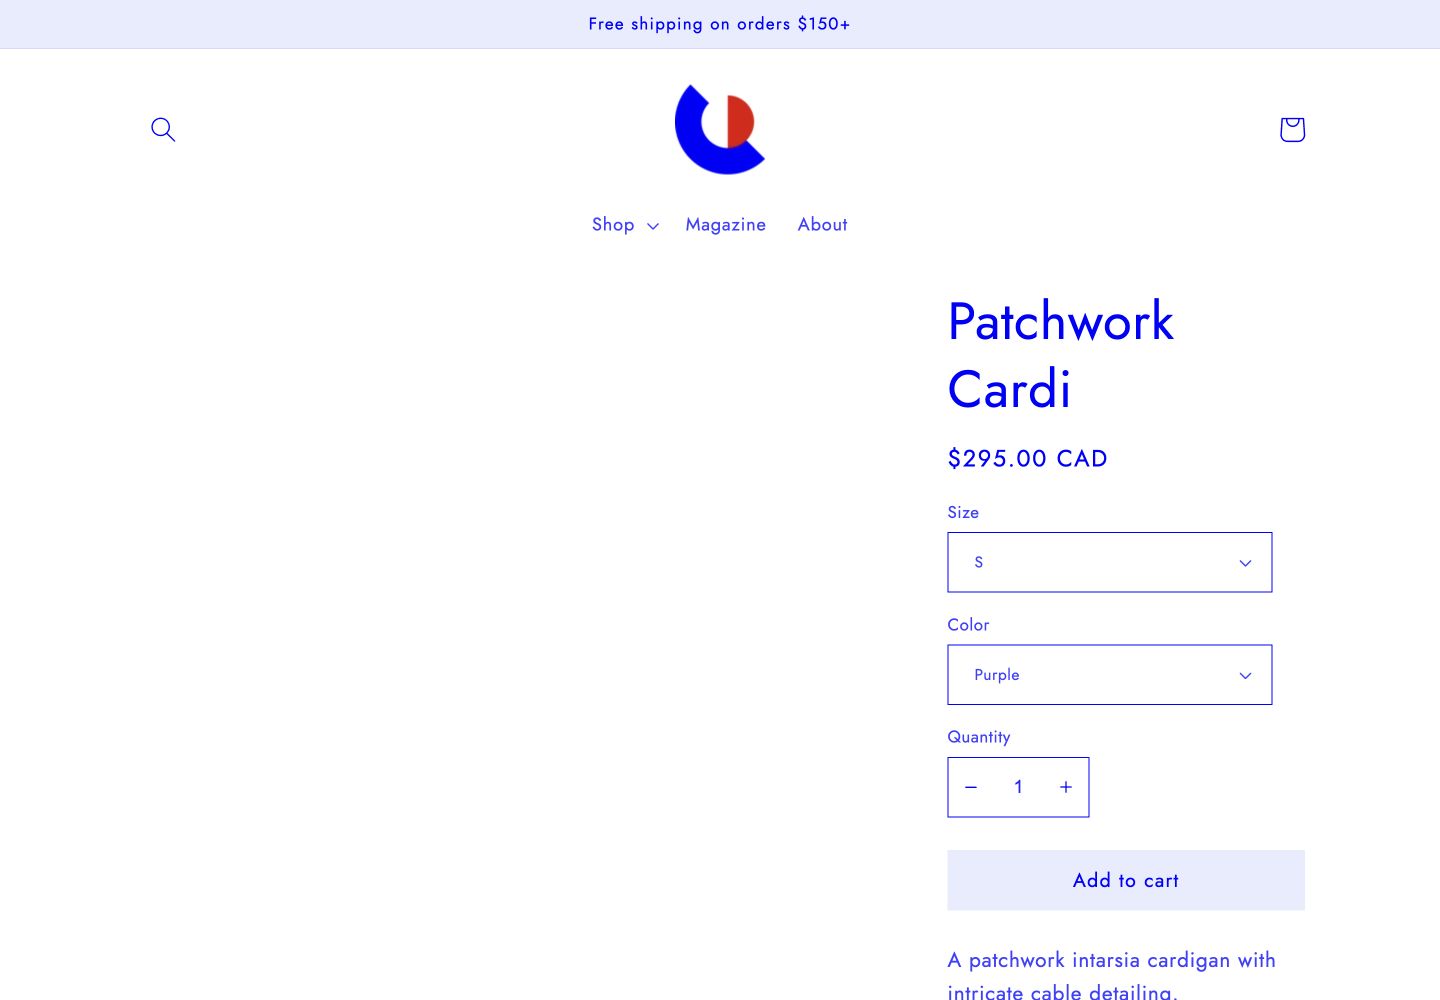 Free shipping on orders $150+
Shop
Magazine
About
Patchwork
Cardi
$295.00 CAD
Size
S
Color
Purple
Quantity
− 1 +
Add to cart
A patchwork intarsia cardigan with
intricate cable detailing.